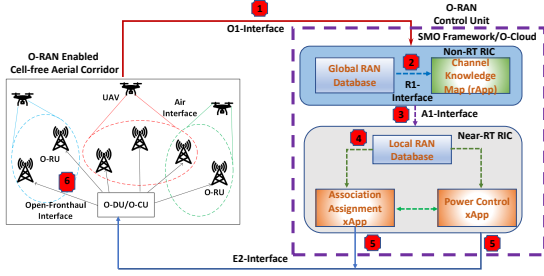 1
O1-Interface
O-RAN
Control Unit
SMO Framework/O-Cloud
Non-RT RIC
Global RAN
Database
2
R1-
Interface
Channel
Knowledge
Map (rApp)
3
A1-Interface
Near-RT RIC
4
Local RAN
Database
Association
Assignment
xApp
Power Control
xApp
5
5
E2-Interface
O-RAN Enabled
Cell-free Aerial Corridor
UAV
Air
Interface
O-RU
6
O-RU
Open-Fronthaul
Interface
O-DU/O-CU